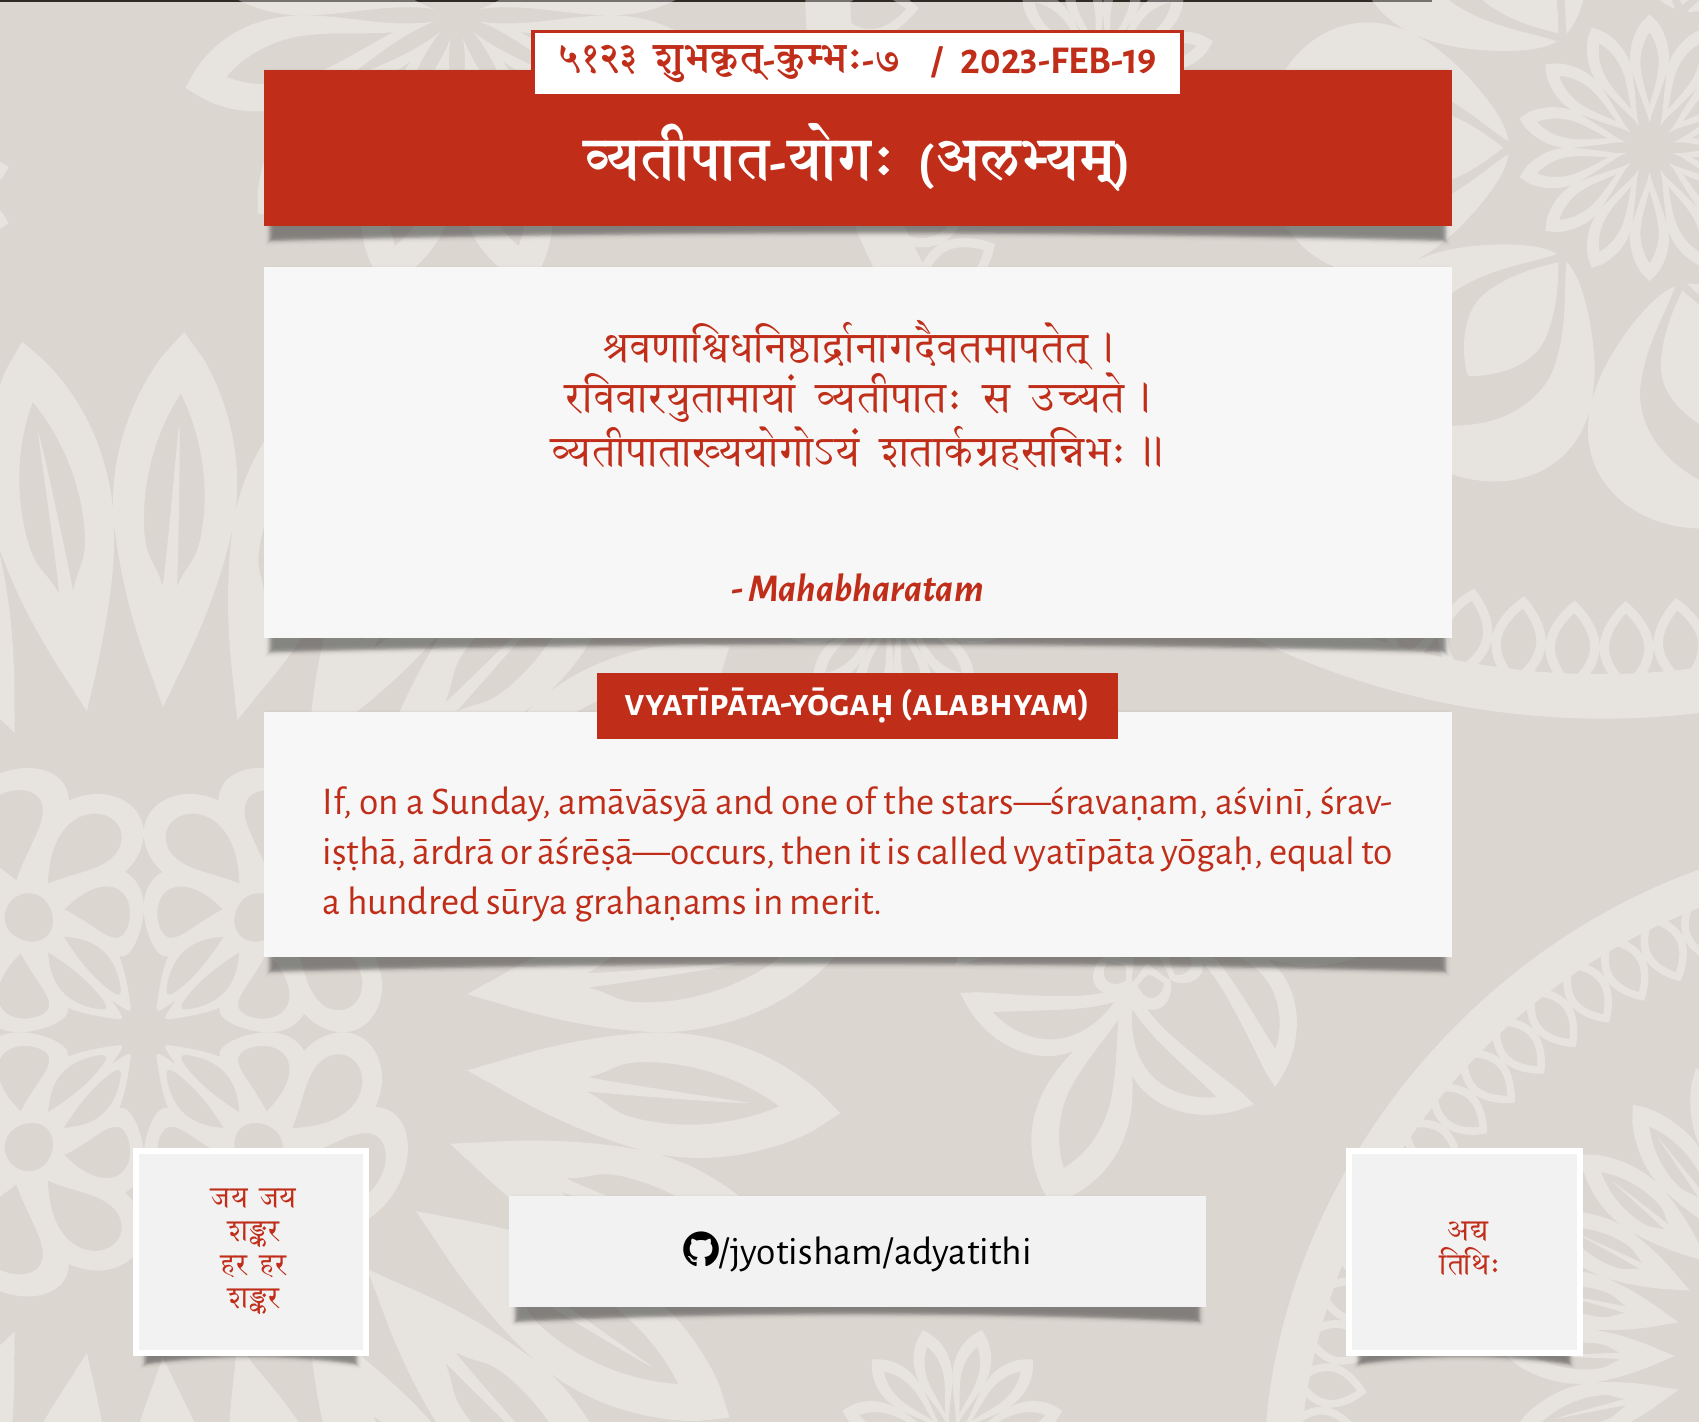 ५१२३ शुभकृत्-कुम्भः-७ / 2023-FEB-19
व्यतीपात-योगः (अलभ्यम्)
श्रवणाश्विधनिष्ठार्द्रानागदैवतमापतेत् ।
रविवारयुतामायां व्यतीपातः स उच्यते ।
व्यतीपाताख्ययोगोऽयं शतार्कग्रहसन्निभः ॥
- Mahabharatam
VYATĪPĀTA-YŌGAḤ (ALABHYAM)
If, on a Sunday, amāvāsyā and one of the stars—śravaṇam, aśvinī, śrav-
iṣṭhā, ārdrā or āśrēṣā—occurs, then it is called vyatīpāta yōgaḥ, equal to
a hundred sūrya grahaṇams in merit.
जय जय
शङ्कर
हर हर
शङ्कर
/jyotisham/adyatithi
अद्य
तिथिः